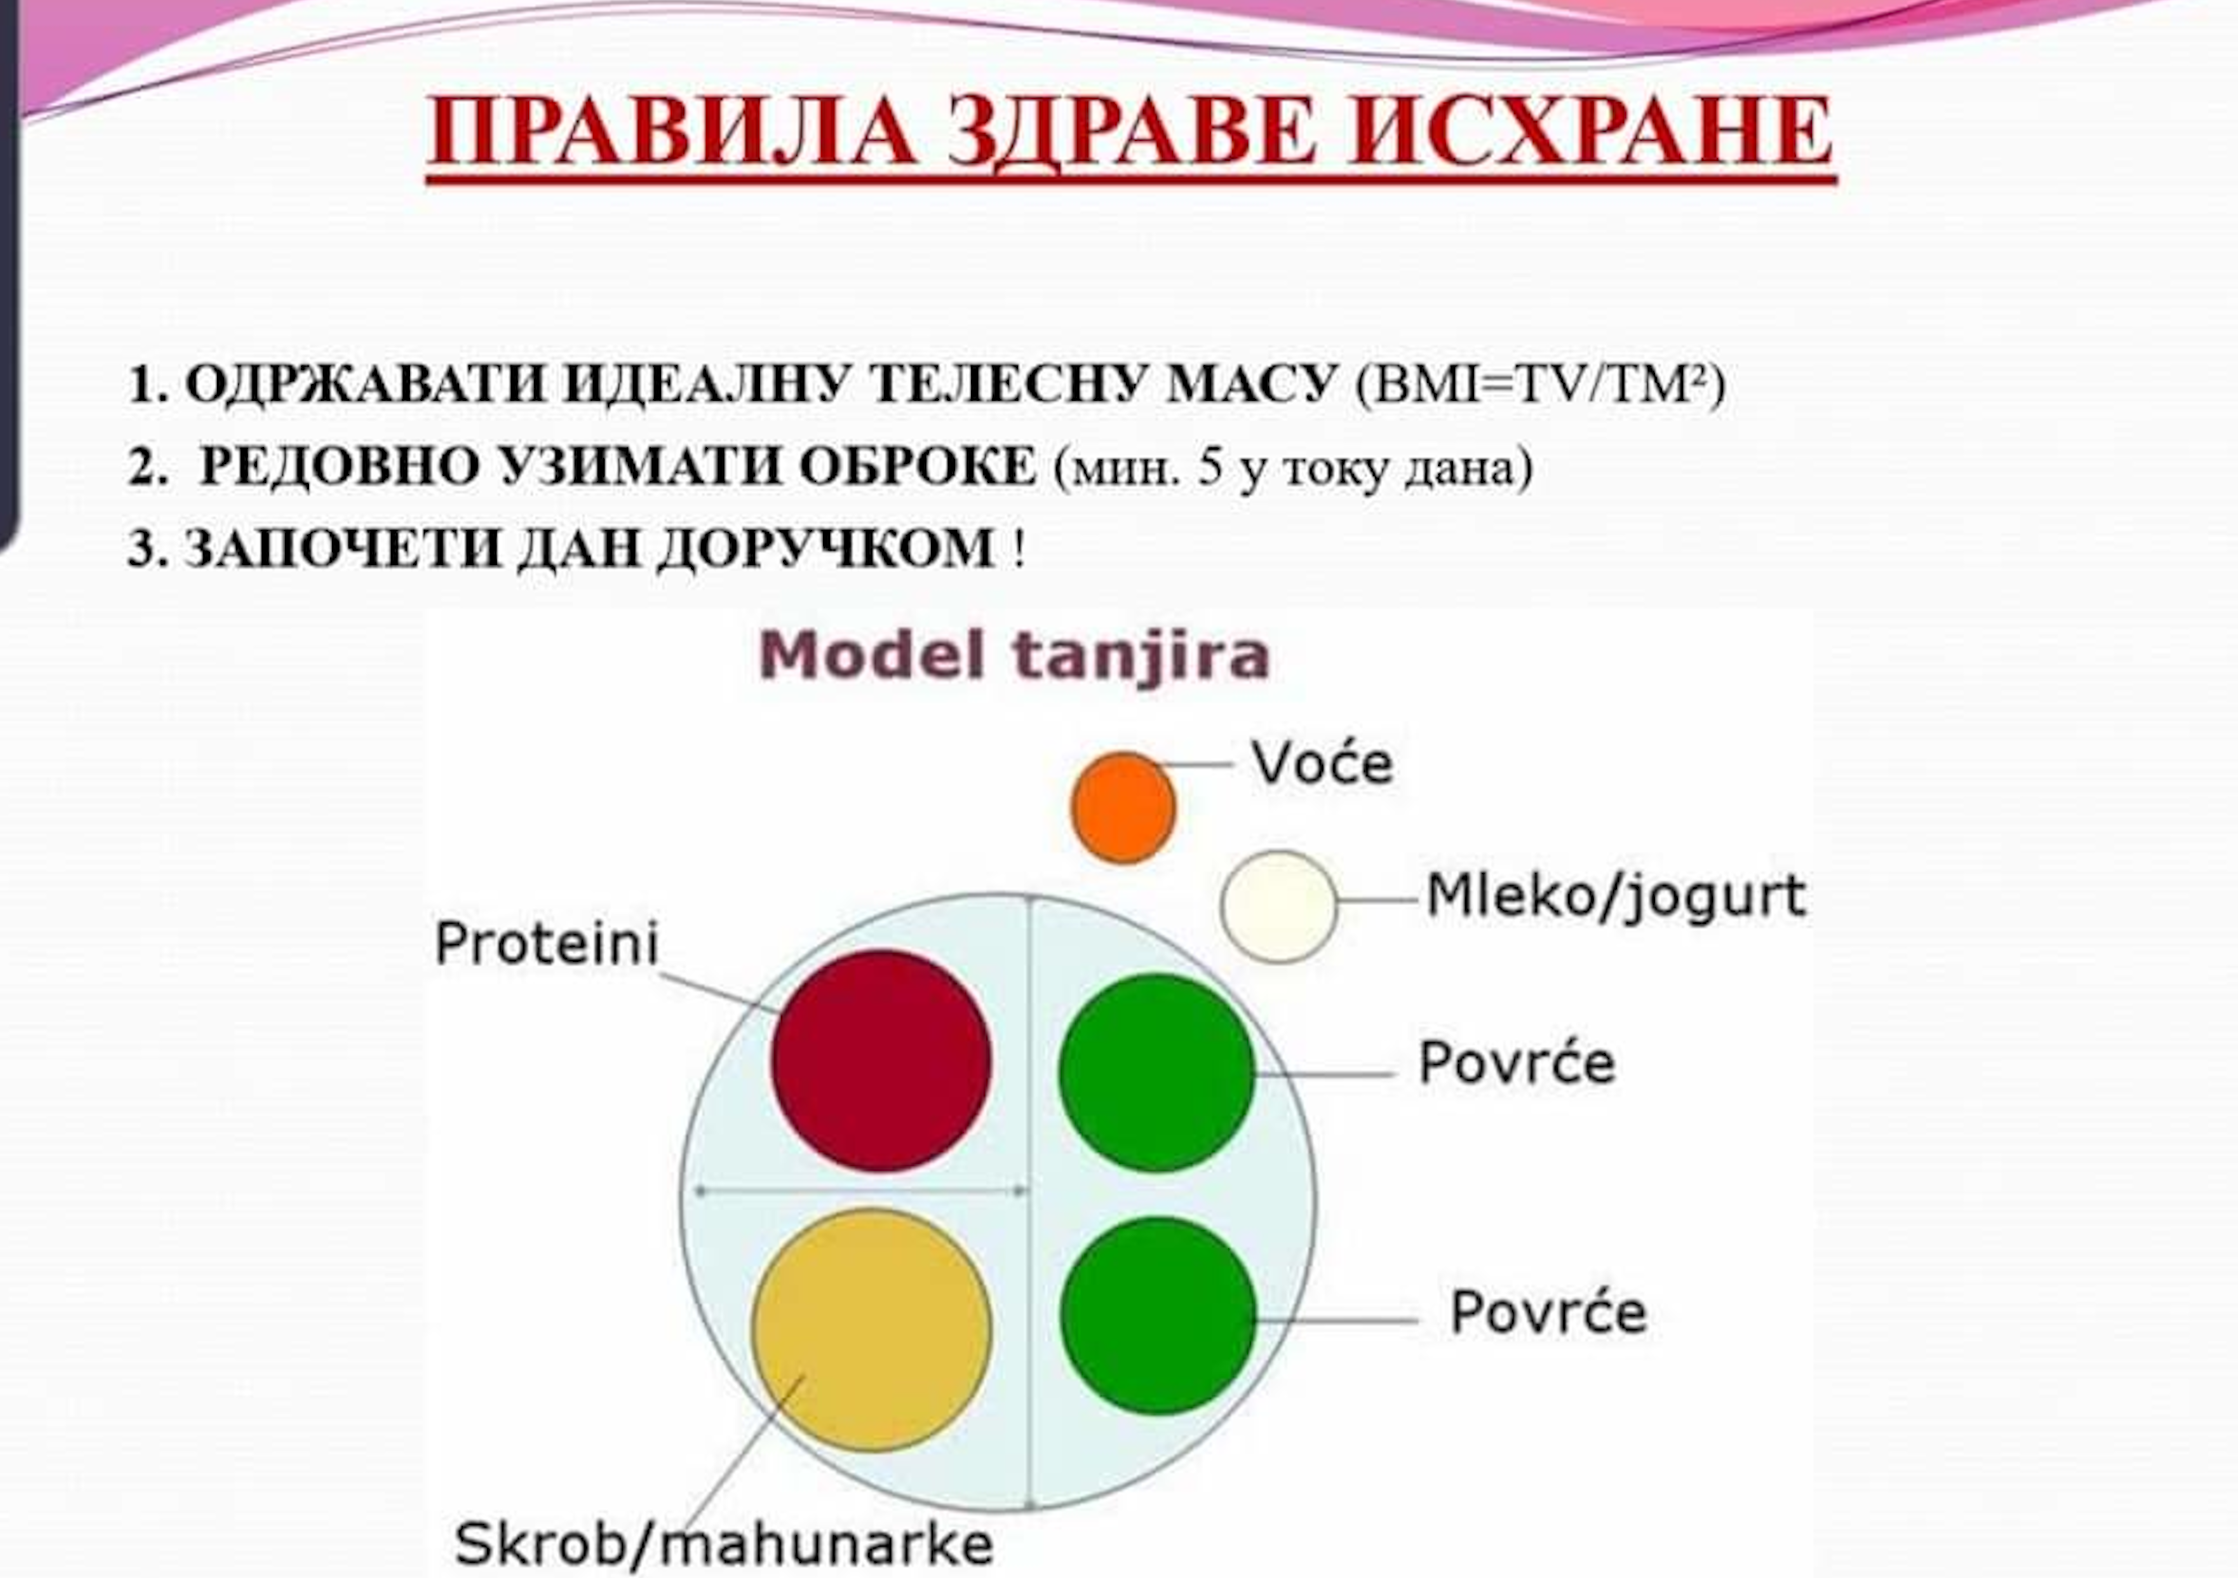 ПРАВИЛА ЗДРАВЕ ИСХРАНЕ
1. ОДРЖАВАТИ ИДЕАЛНУ ТЕЛЕСНУ МАСУ (BMI=TV/TM²)
2. РЕДОВНО УЗИМАТИ ОБРОКЕ (мин. 5 у току дана)
3. ЗАПОЧЕТИ ДАН ДОРУЧКОМ !
Model tanjira
Voće
Mleko/jogurt
Proteini
Povrće
Povrće
Skrob/mahunarke